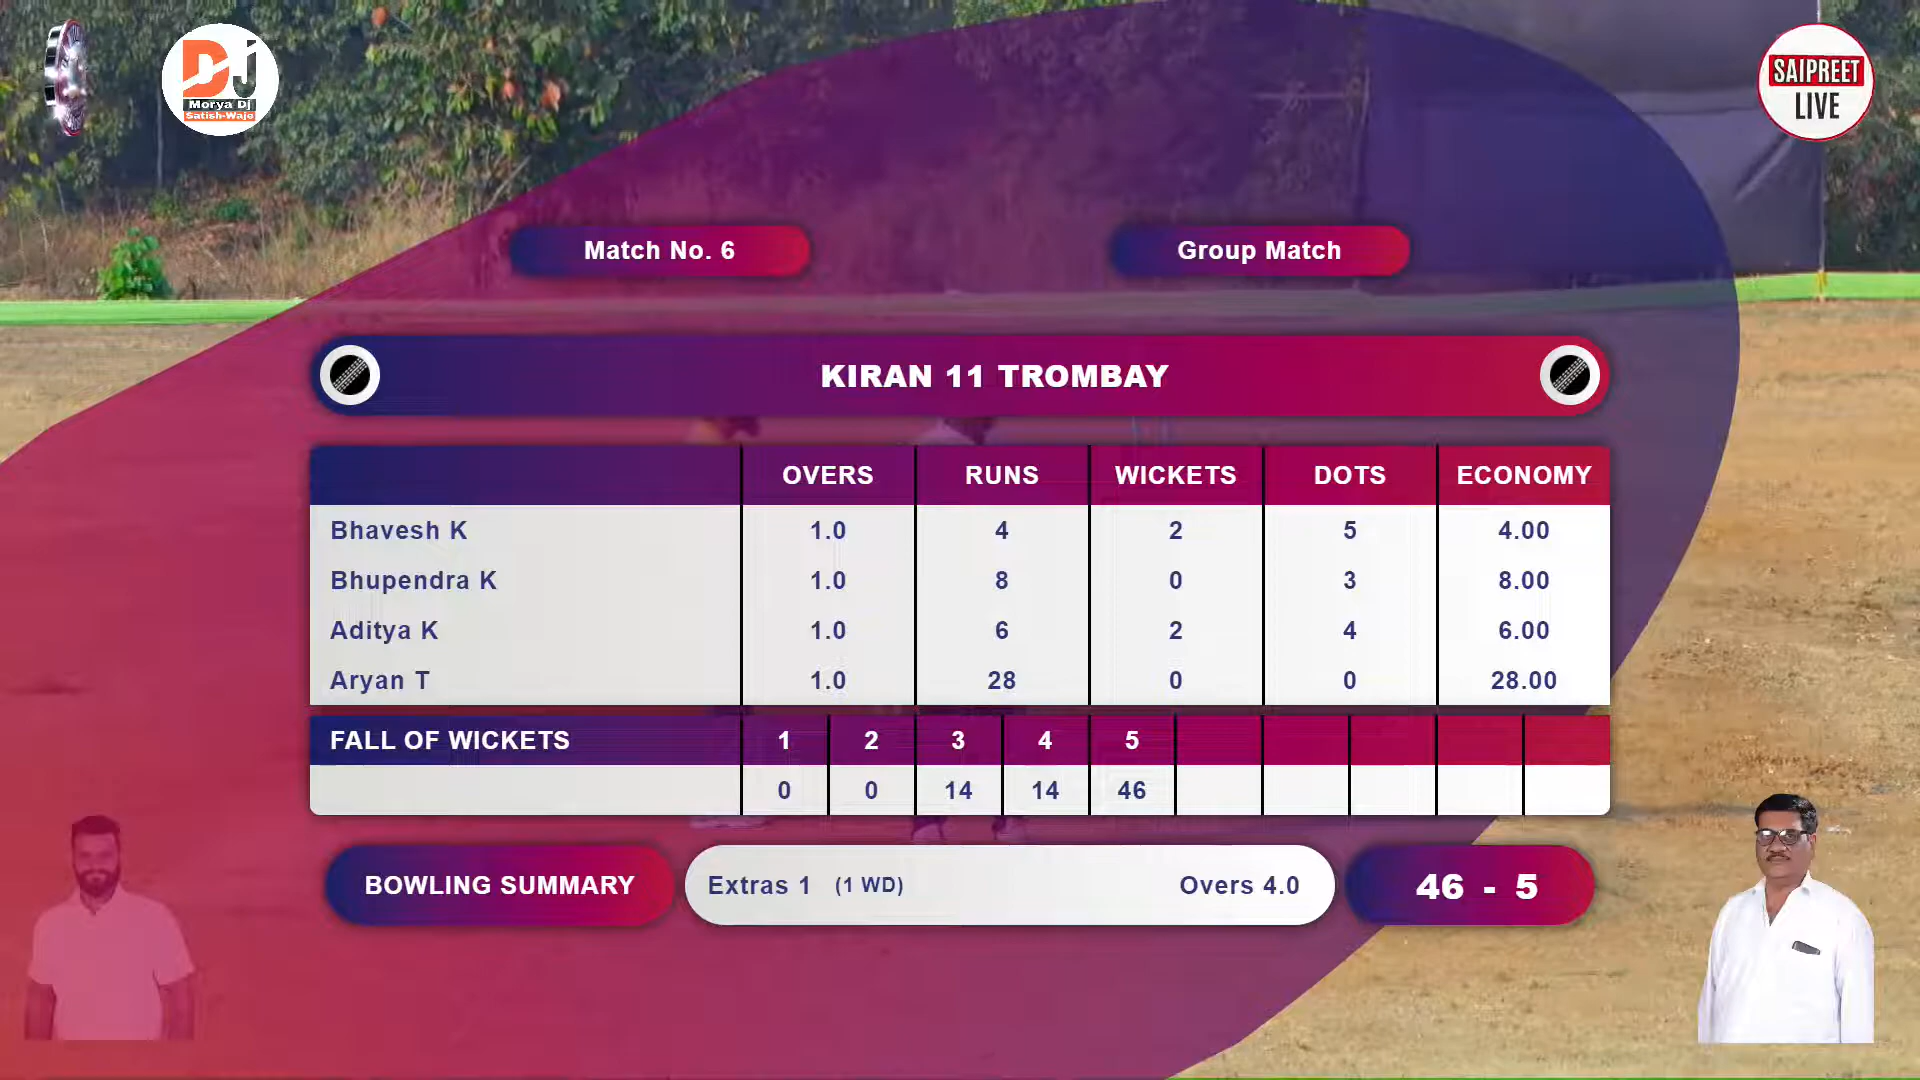 DJ
Morya Dj
Satish-Waje
SAIPREET
LIVE
Match No. 6
Group Match
KIRAN 11 TROMBAY
OVERS RUNS WICKETS DOTS ECONOMY
Bhavesh K 1.0 4 2 5 4.00
Bhupendra K 1.0 8 0 3 8.00
Aditya K 1.0 6 2 4 6.00
Aryan T 1.0 28 0 0 28.00
FALL OF WICKETS 1 2 3 4 5
0 0 14 14 46
BOWLING SUMMARY Extras 1 (1 WD) Overs 4.0 46 - 5